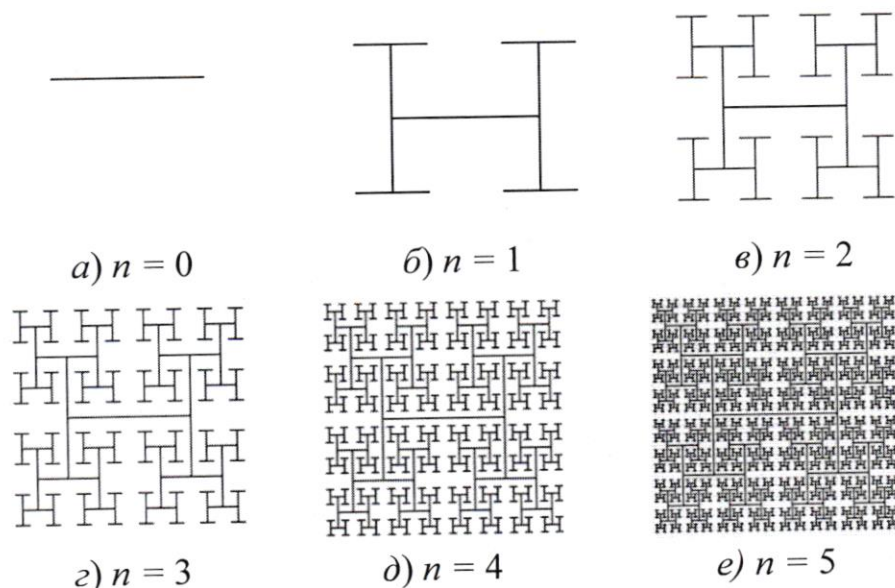 а) n = 0
б) n = 1
в) n = 2
г) n = 3
д) n = 4
е) n = 5